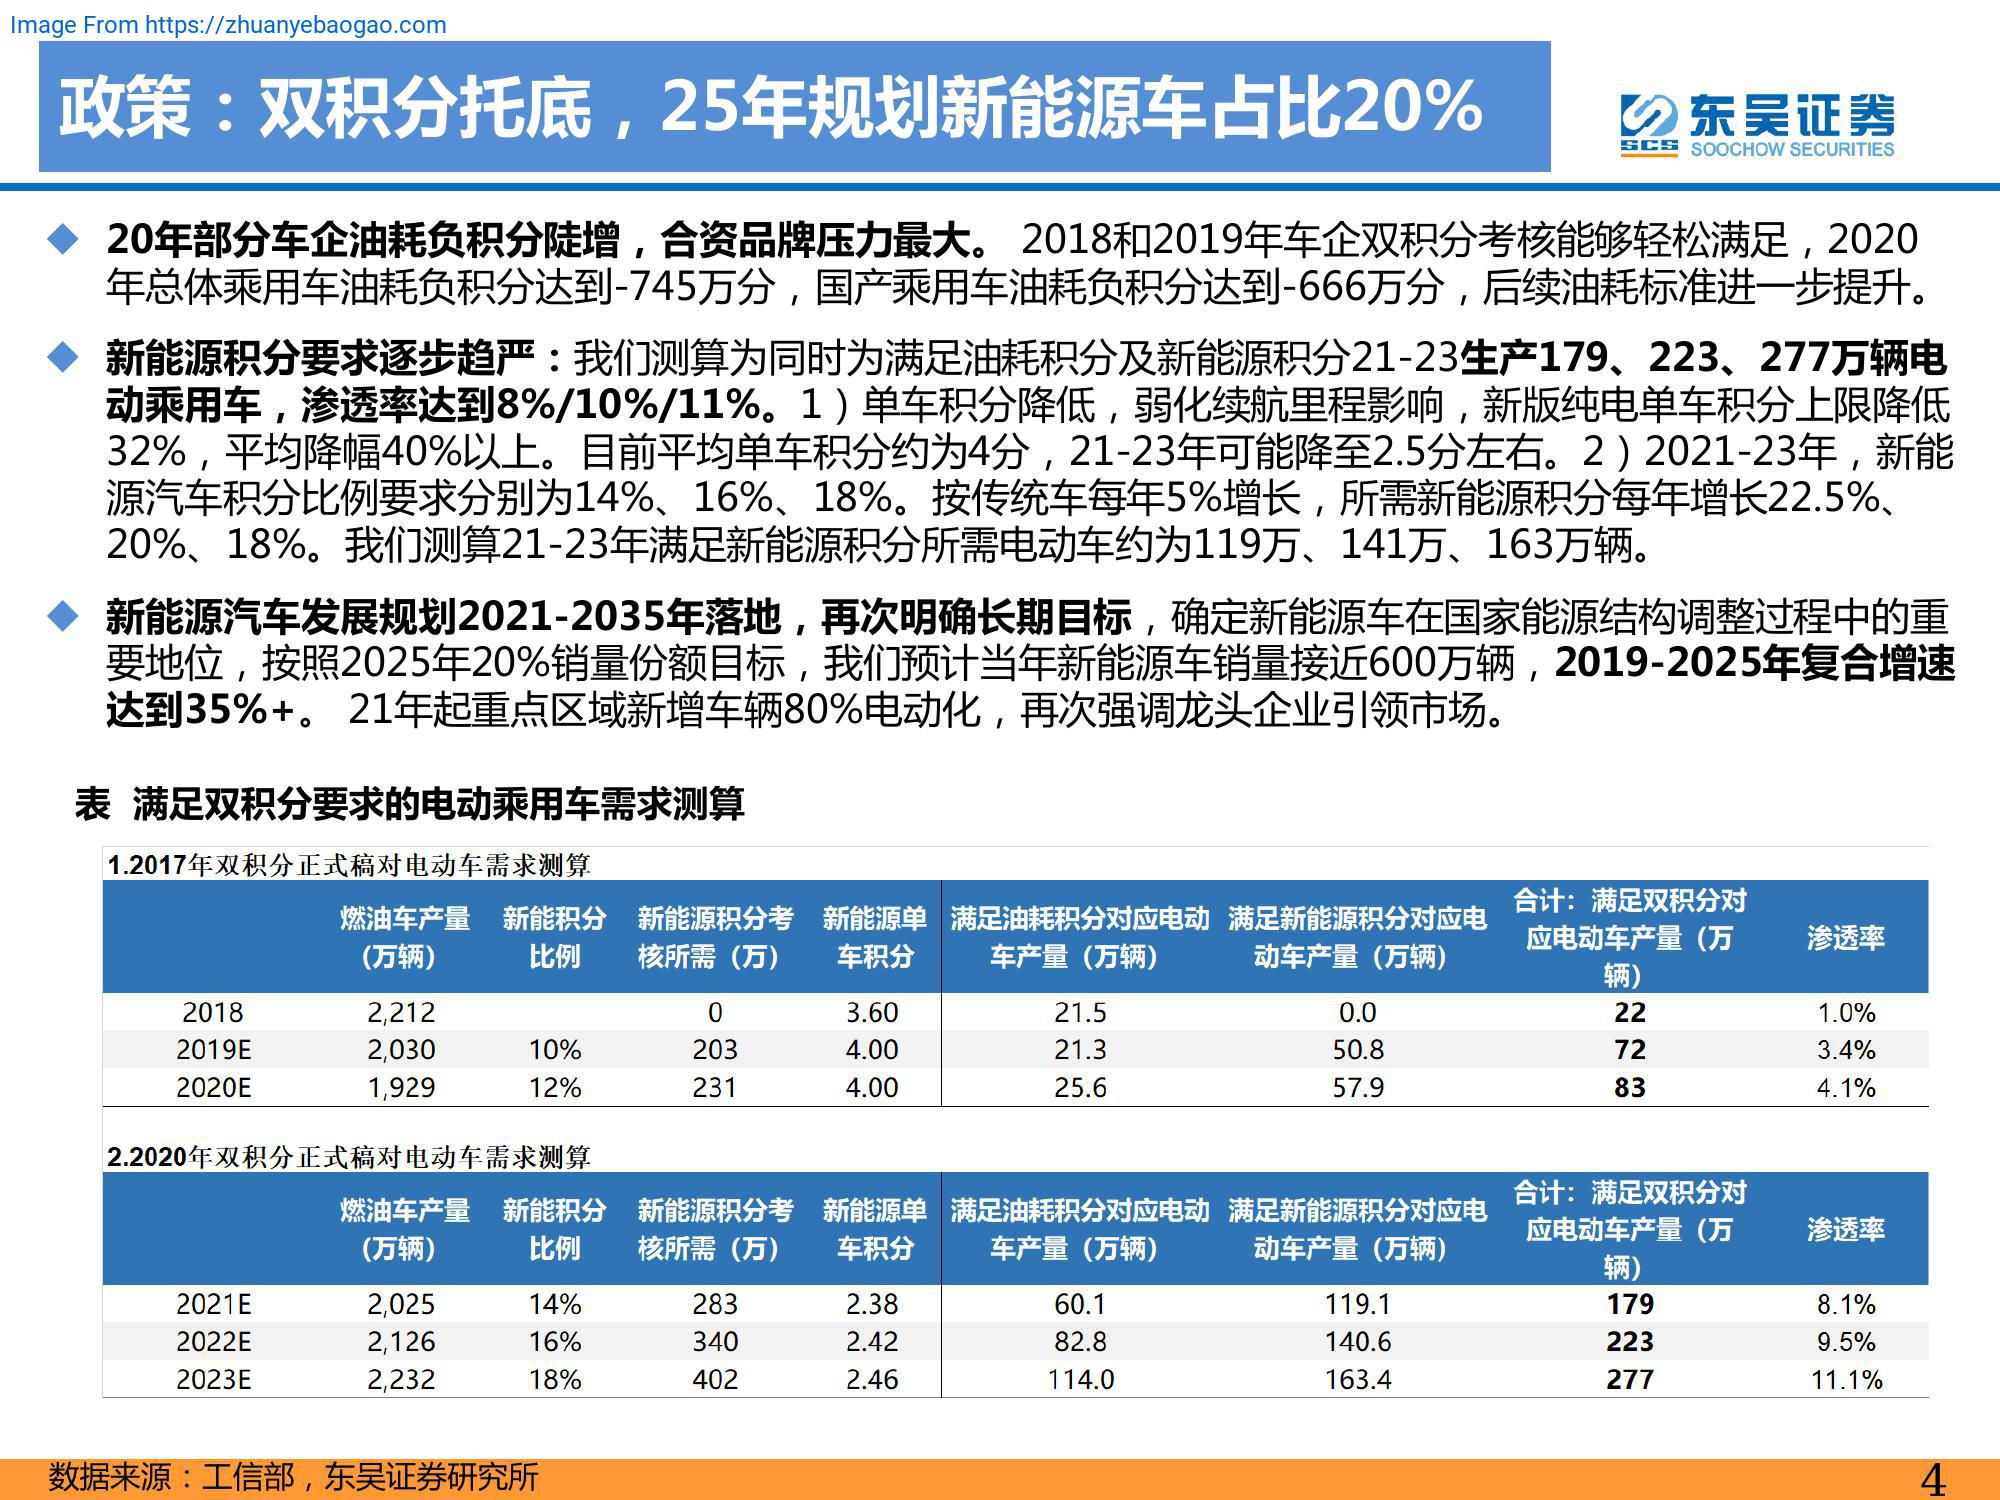 Image From https://zhuanyebaogao.com
政策：双积分托底，25年规划新能源车占比20%
东吴证券
SCS
SOOCHOW SECURITIES
20年部分车企油耗负积分陡增，合资品牌压力最大。 2018和2019年车企双积分考核能够轻松满足，2020
年总体乘用车油耗负积分达到-745万分，国产乘用车油耗负积分达到-666万分，后续油耗标准进一步提升。
新能源积分要求逐步趋严：我们测算为同时为满足油耗积分及新能源积分21-23生产179、223、277万辆电
动乘用车，渗透率达到8%/10%/11%。1）单车积分降低，弱化续航里程影响，新版纯电单车积分上限降低
32%，平均降幅40%以上。目前平均单车积分约为4分，21-23年可能降至2.5分左右。2）2021-23年，新能
源汽车积分比例要求分别为14%、16%、18%。按传统车每年5%增长，所需新能源积分每年增长22.5%、
20%、18%。我们测算21-23年满足新能源积分所需电动车约为119万、141万、163万辆。
新能源汽车发展规划2021-2035年落地，再次明确长期目标，确定新能源车在国家能源结构调整过程中的重
要地位，按照2025年20%销量份额目标，我们预计当年新能源车销量接近600万辆，2019-2025年复合增速
达到35%+。 21年起重点区域新增车辆80%电动化，再次强调龙头企业引领市场。
表 满足双积分要求的电动乘用车需求测算
1.2017年双积分正式稿对电动车需求测算
燃油车产量（万辆） 新能积分比例 新能源积分考核所需（万） 新能源单车积分 满足油耗积分对应电动车产量（万辆） 满足新能源积分对应电动车产量（万辆） 合计：满足双积分对应电动车产量（万辆） 渗透率
2018 2,212 0 3.60 21.5 0.0 22 1.0%
2019E 2,030 10% 203 4.00 21.3 50.8 72 3.4%
2020E 1,929 12% 231 4.00 25.6 57.9 83 4.1%
2.2020年双积分正式稿对电动车需求测算
燃油车产量（万辆） 新能积分比例 新能源积分考核所需（万） 新能源单车积分 满足油耗积分对应电动车产量（万辆） 满足新能源积分对应电动车产量（万辆） 合计：满足双积分对应电动车产量（万辆） 渗透率
2021E 2,025 14% 283 2.38 60.1 119.1 179 8.1%
2022E 2,126 16% 340 2.42 82.8 140.6 223 9.5%
2023E 2,232 18% 402 2.46 114.0 163.4 277 11.1%
数据来源：工信部，东吴证券研究所
4